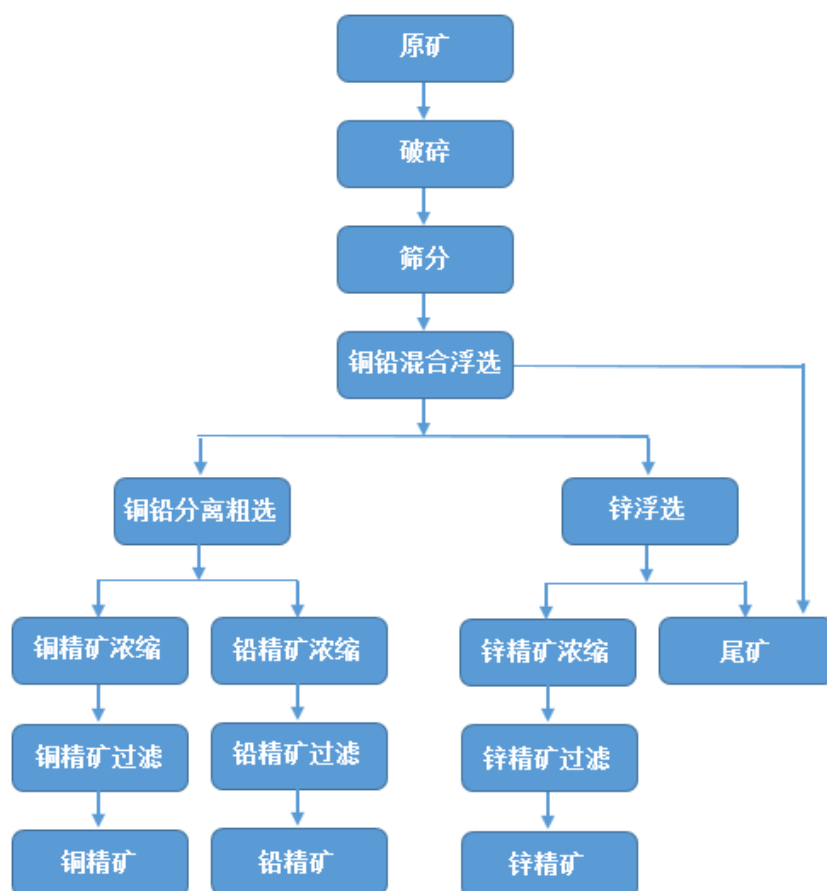 原矿
破碎
筛分
铜铅混合浮选
铜铅分离粗选
锌浮选
铜精矿浓缩
铅精矿浓缩
锌精矿浓缩
尾矿
铜精矿过滤
铅精矿过滤
锌精矿过滤
铜精矿
铅精矿
锌精矿